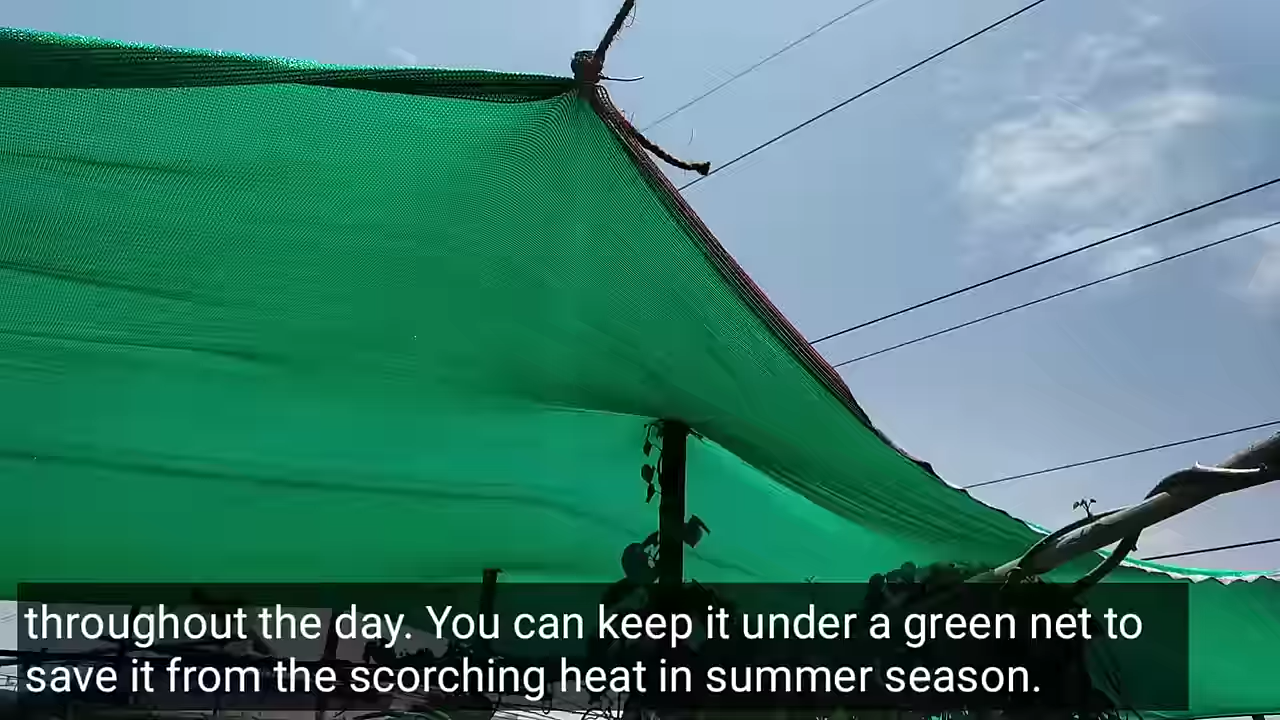 throughout the day. You can keep it under a green net to
save it from the scorching heat in summer season.